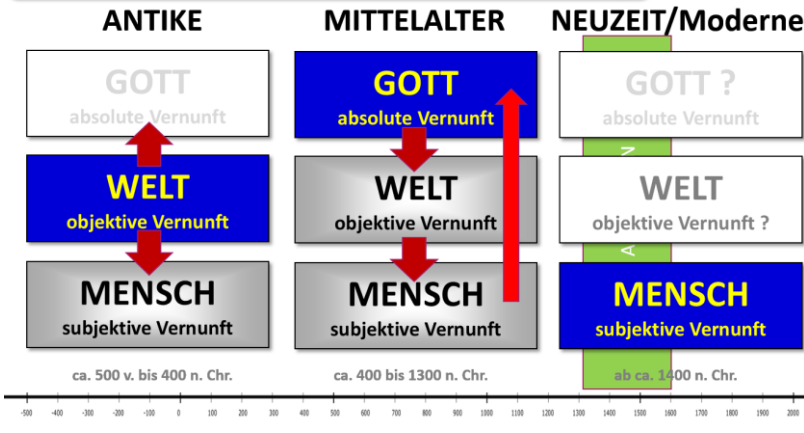 ANTIKE
MITTELALTER
NEUZEIT/Moderne
GOTT
absolute Vernunft
GOTT
absolute Vernunft
GOTT ?
absolute Vernunft
WELT
objektive Vernunft
WELT
objektive Vernunft
WELT
objektive Vernunft ?
MENSCH
subjektive Vernunft
MENSCH
subjektive Vernunft
MENSCH
subjektive Vernunft
ca. 500 v. bis 400 n. Chr.
ca. 400 bis 1300 n. Chr.
ab ca. 1400 n. Chr.
-500 -400 -300 -200 -100 0 100 200 300 400 500 600 700 800 900 1000 1100 1200 1300 1400 1500 1600 1700 1800 1900 2000